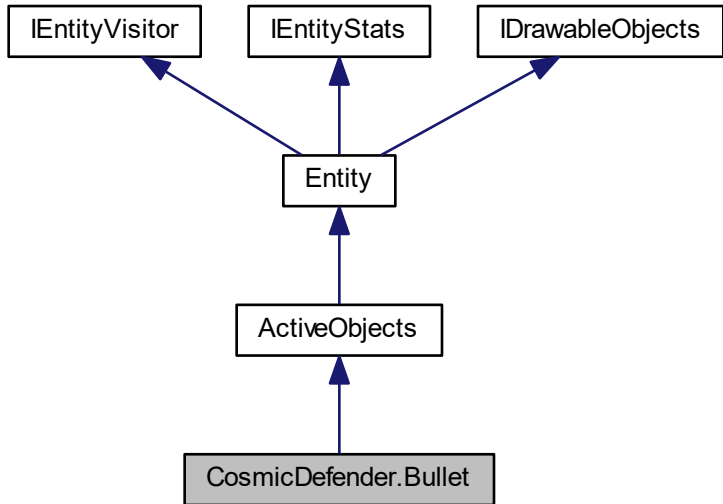 IEntityVisitor
IEntityStats
IDrawableObjects
Entity
ActiveObjects
CosmicDefender.Bullet